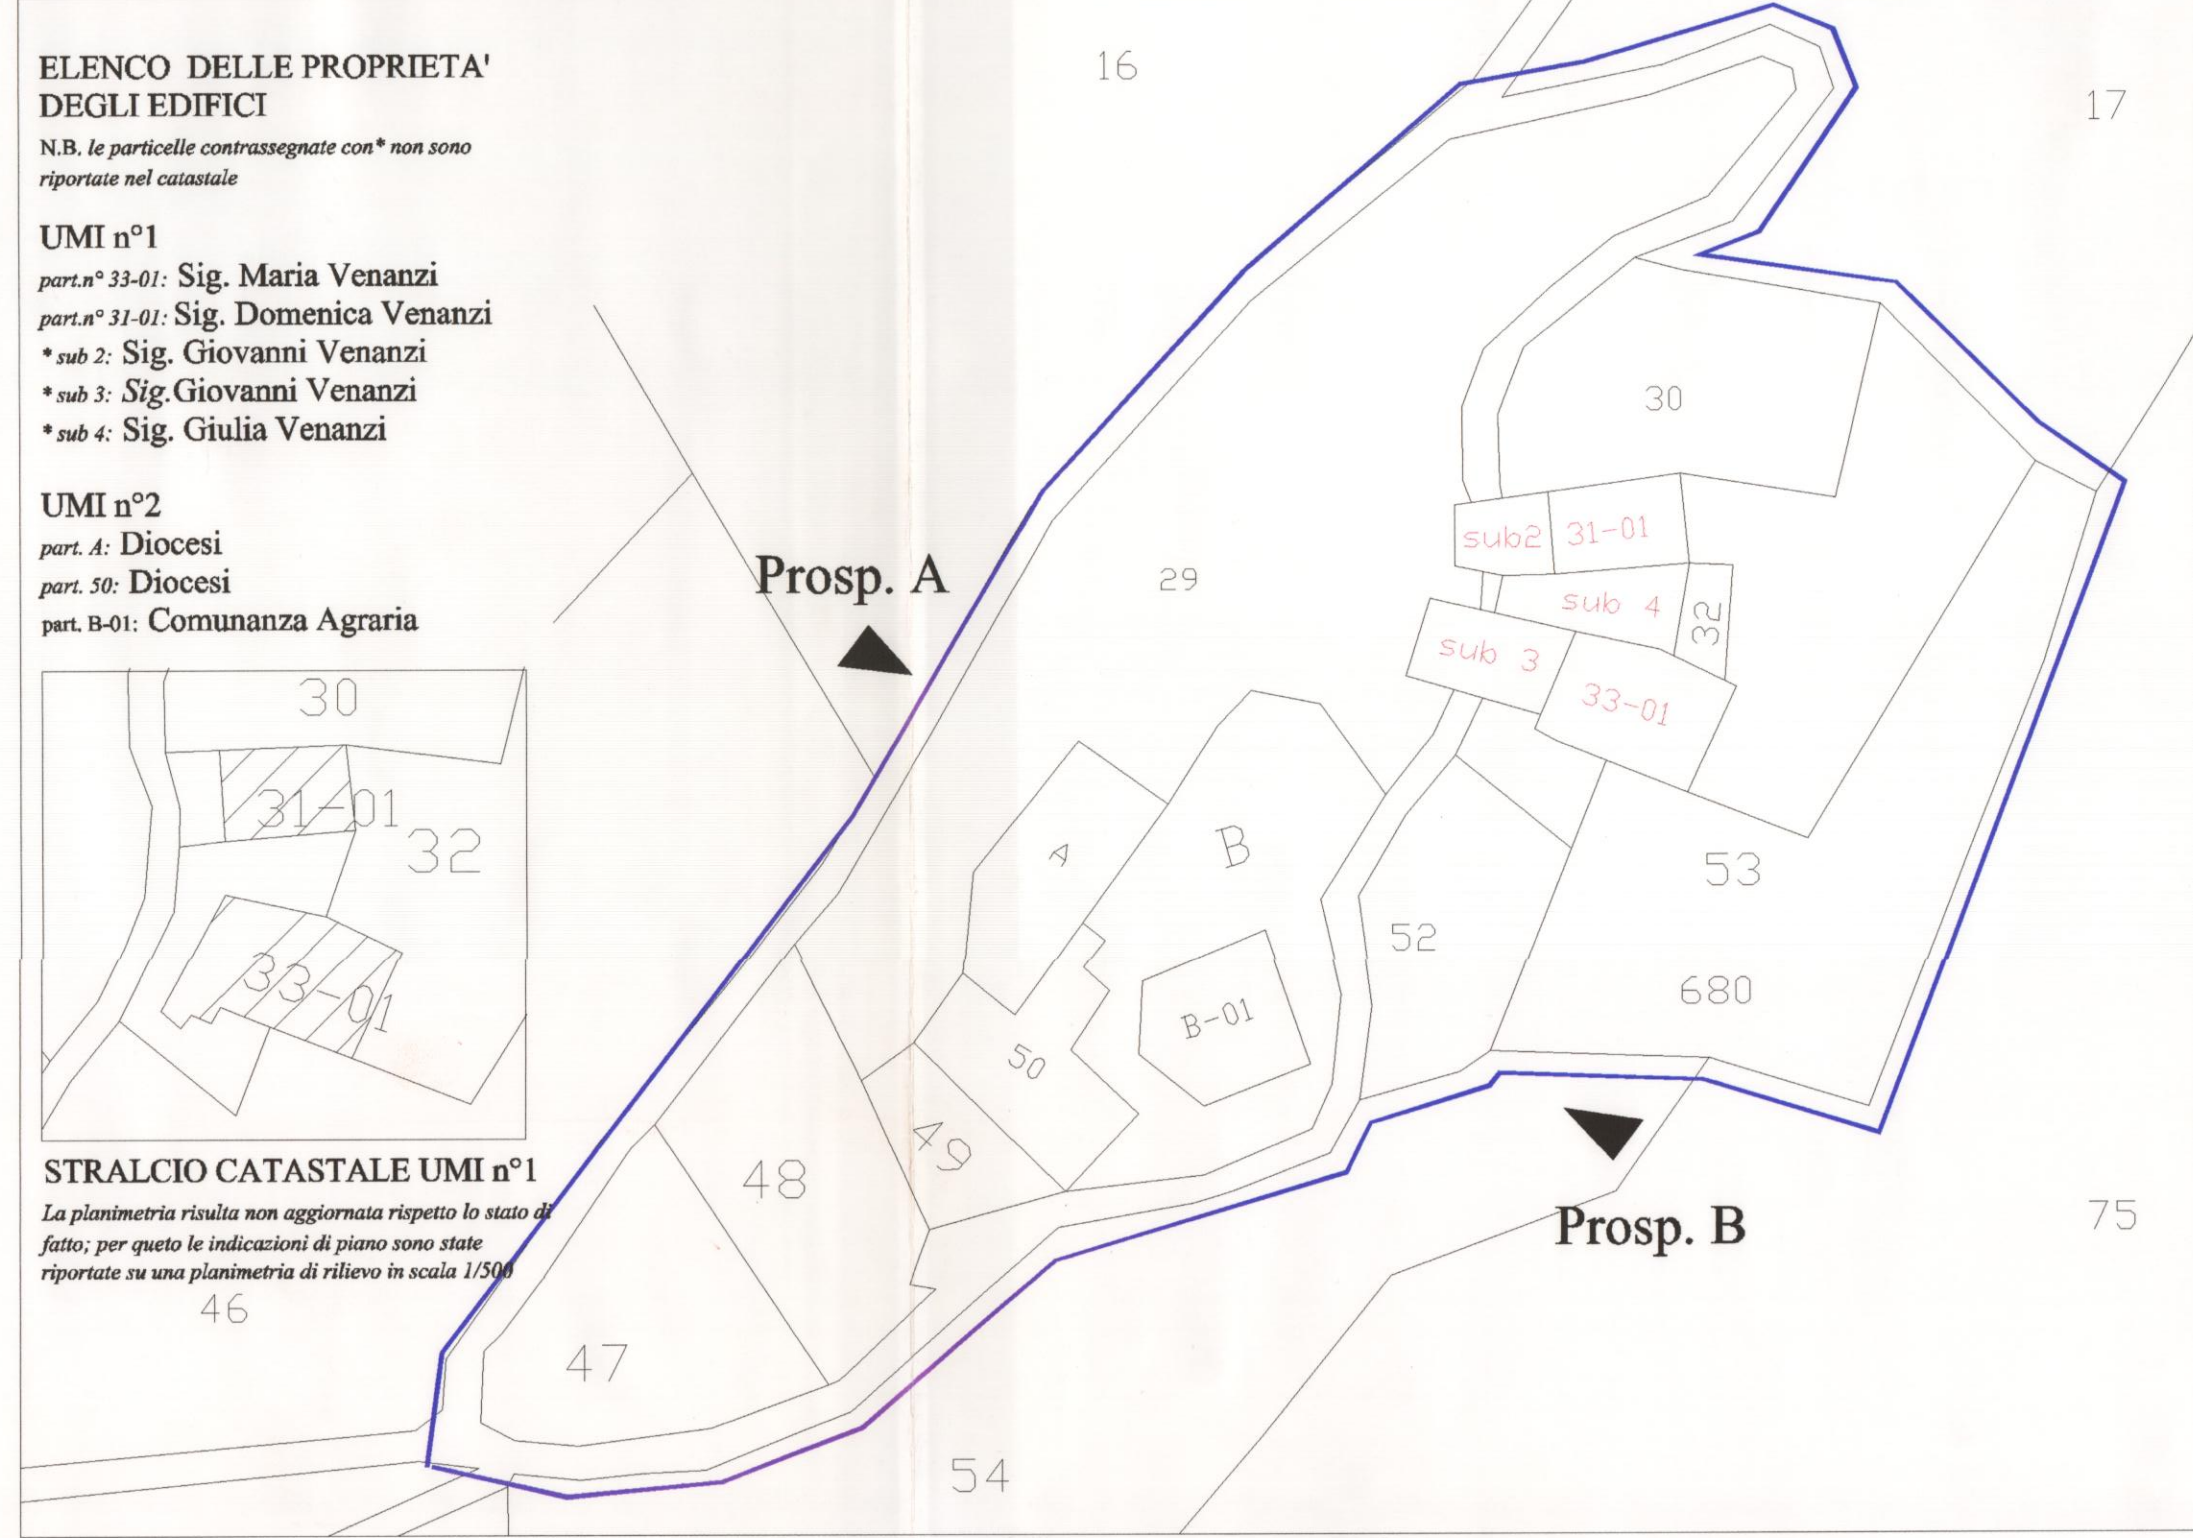 ELENCO DELLE PROPRIETA'
DEGLI EDIFICI
N.B. le particelle contrassegnate con* non sono
riportate nel catastale
UMI n°1
part.n° 33-01: Sig. Maria Venanzi
part.n° 31-01: Sig. Domenica Venanzi
* sub 2: Sig. Giovanni Venanzi
* sub 3: Sig. Giovanni Venanzi
* sub 4: Sig. Giulia Venanzi
UMI n°2
part. A: Diocesi
part. 50: Diocesi
part. B-01: Comunanza Agraria
30
31-01
32
33-01
STRALCIO CATASTALE UMI n°1
La planimetria risulta non aggiornata rispetto lo stato di
fatto; per queto le indicazioni di piano sono state
riportate su una planimetria di rilievo in scala 1/500
46
16
17
30
sub2
31-01
Prosp. A
29
sub 4
32
sub 3
33-01
A
B
53
52
680
B-01
50
49
48
75
Prosp. B
47
54